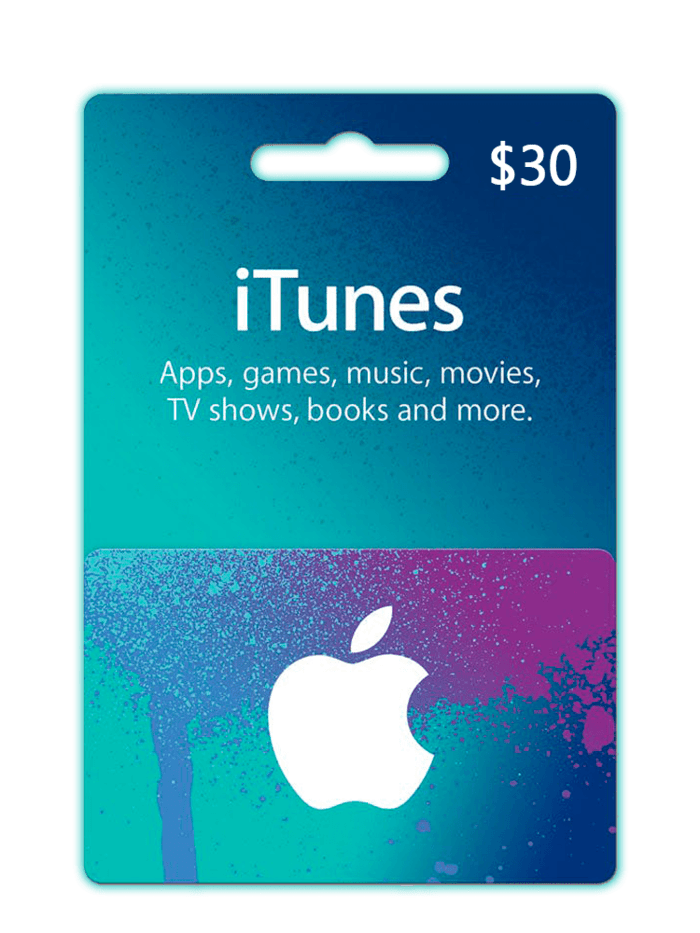 $30
iTunes
Apps, games, music, movies,
TV shows, books and more.